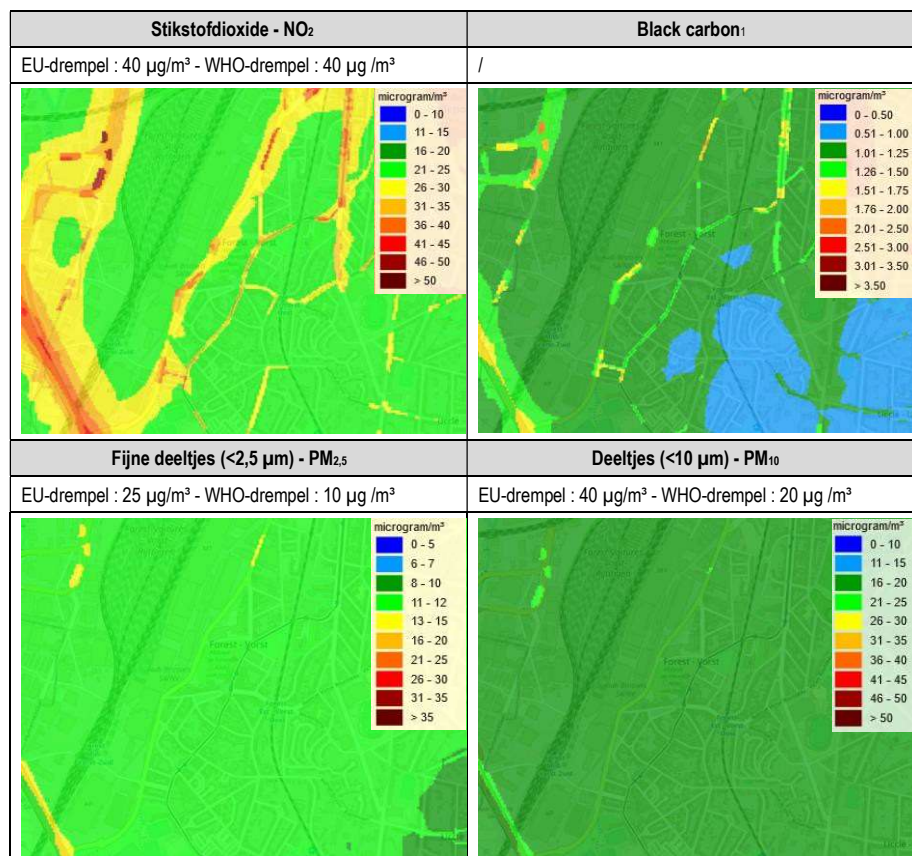 Stikstofdioxide - NO₂
Black carbon₁
EU-drempel : 40 µg/m³ - WHO-drempel : 40 µg /m³
/
microgram/m³
0 - 10
11 - 15
16 - 20
21 - 25
26 - 30
31 - 35
36 - 40
41 - 45
46 - 50
> 50
Forest - Vorst
microgram/m³
0 - 0.50
0.51 - 1.00
1.01 - 1.25
1.26 - 1.50
1.51 - 1.75
1.76 - 2.00
2.01 - 2.50
2.51 - 3.00
3.01 - 3.50
> 3.50
Forest - Vorst
Fijne deeltjes (<2,5 µm) - PM₂,₅
Deeltjes (<10 µm) - PM₁₀
EU-drempel : 25 µg/m³ - WHO-drempel : 10 µg /m³
EU-drempel : 40 µg/m³ - WHO-drempel : 20 µg /m³
microgram/m³
0 - 5
6 - 7
8 - 10
11 - 12
13 - 15
16 - 20
21 - 25
26 - 30
31 - 35
> 35
Forest - Vorst
microgram/m³
0 - 10
11 - 15
16 - 20
21 - 25
26 - 30
31 - 35
36 - 40
41 - 45
46 - 50
> 50
Forest - Vorst